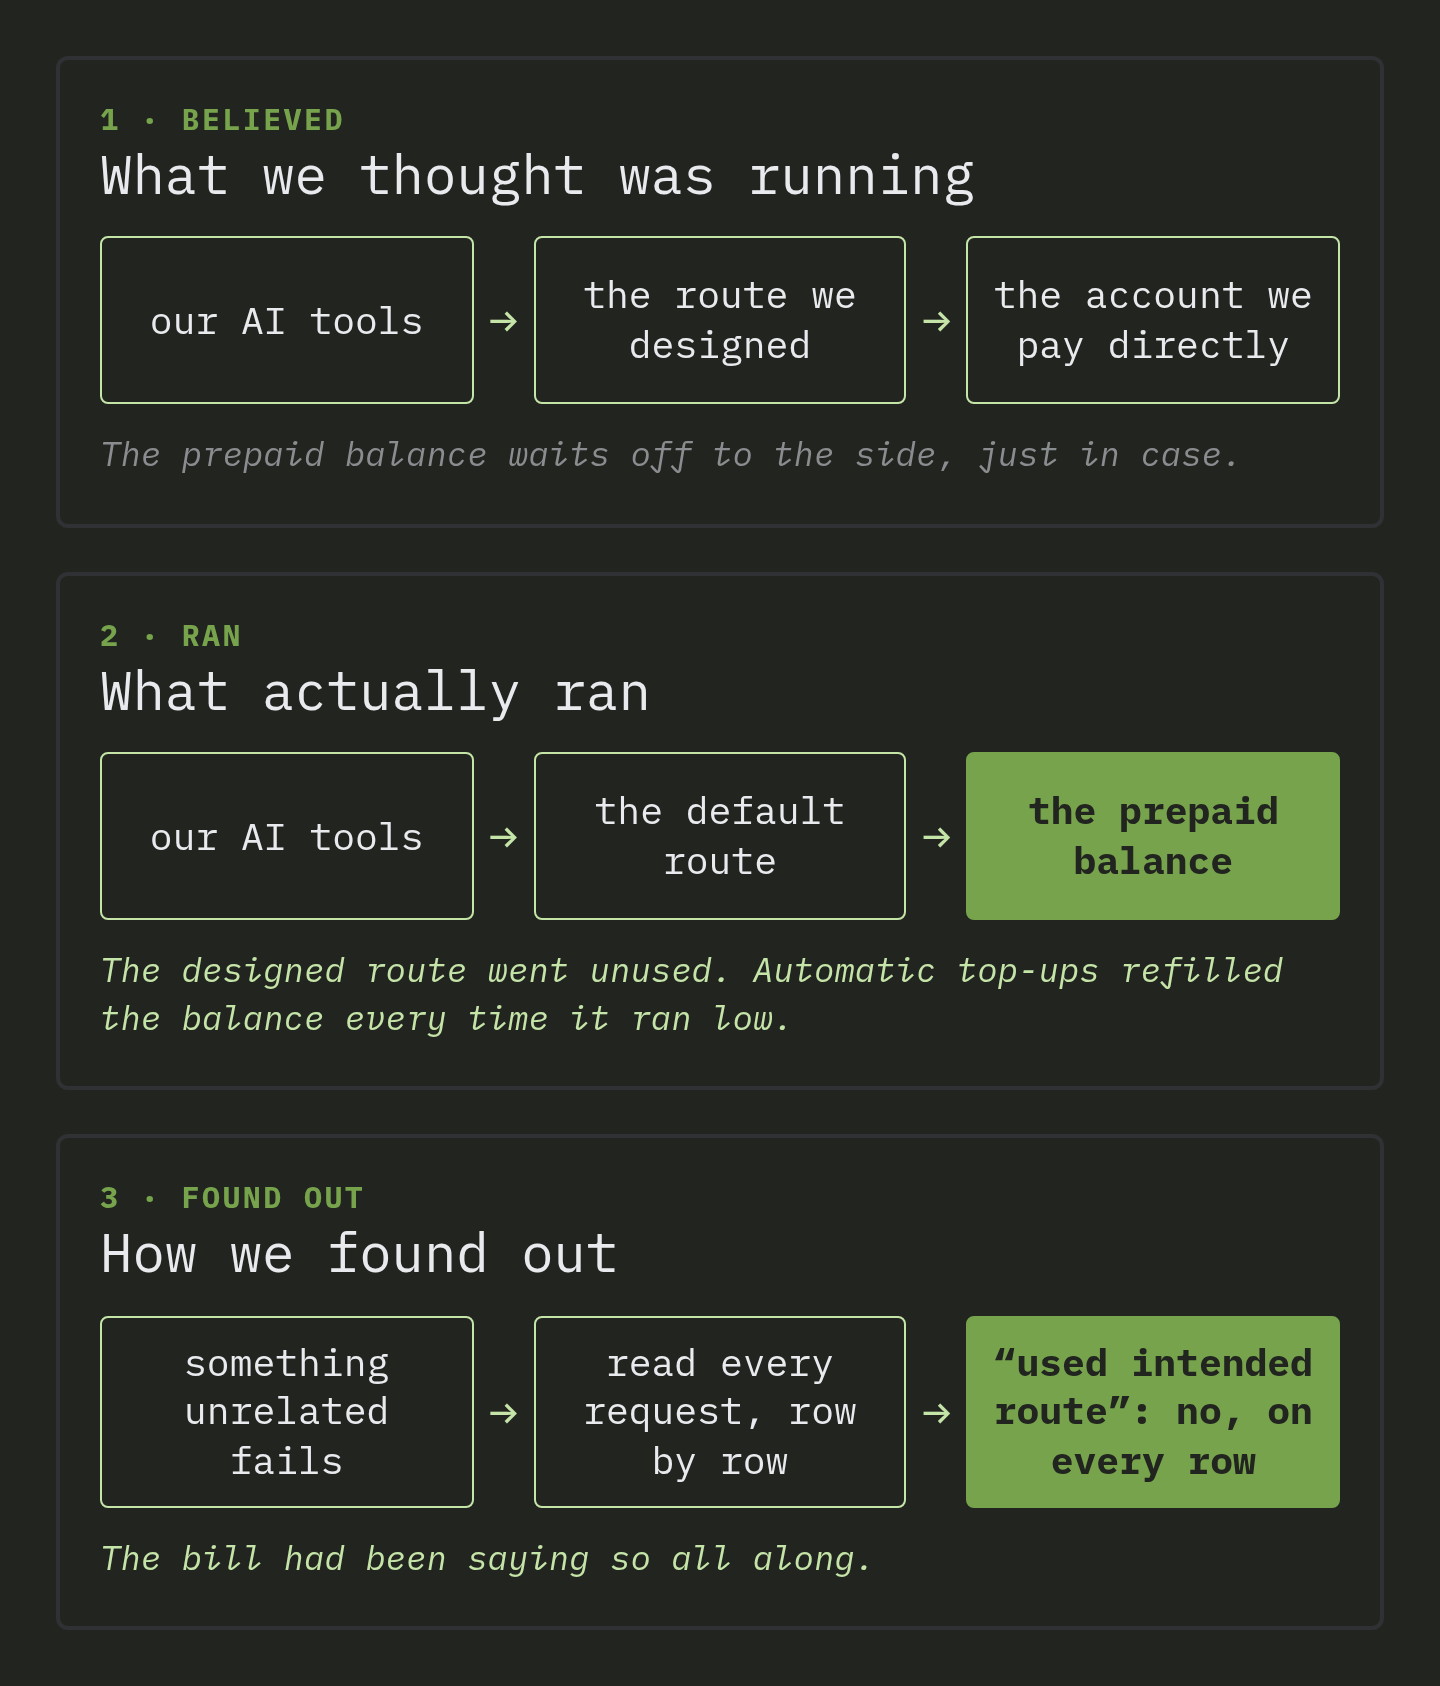 1 · BELIEVED
What we thought was running
our AI tools
→
the route we
designed
→
the account we
pay directly
The prepaid balance waits off to the side, just in case.
2 · RAN
What actually ran
our AI tools
→
the default
route
→
the prepaid
balance
The designed route went unused. Automatic top-ups refilled
the balance every time it ran low.
3 · FOUND OUT
How we found out
something
unrelated
fails
→
read every
request, row
by row
→
“used intended
route”: no, on
every row
The bill had been saying so all along.